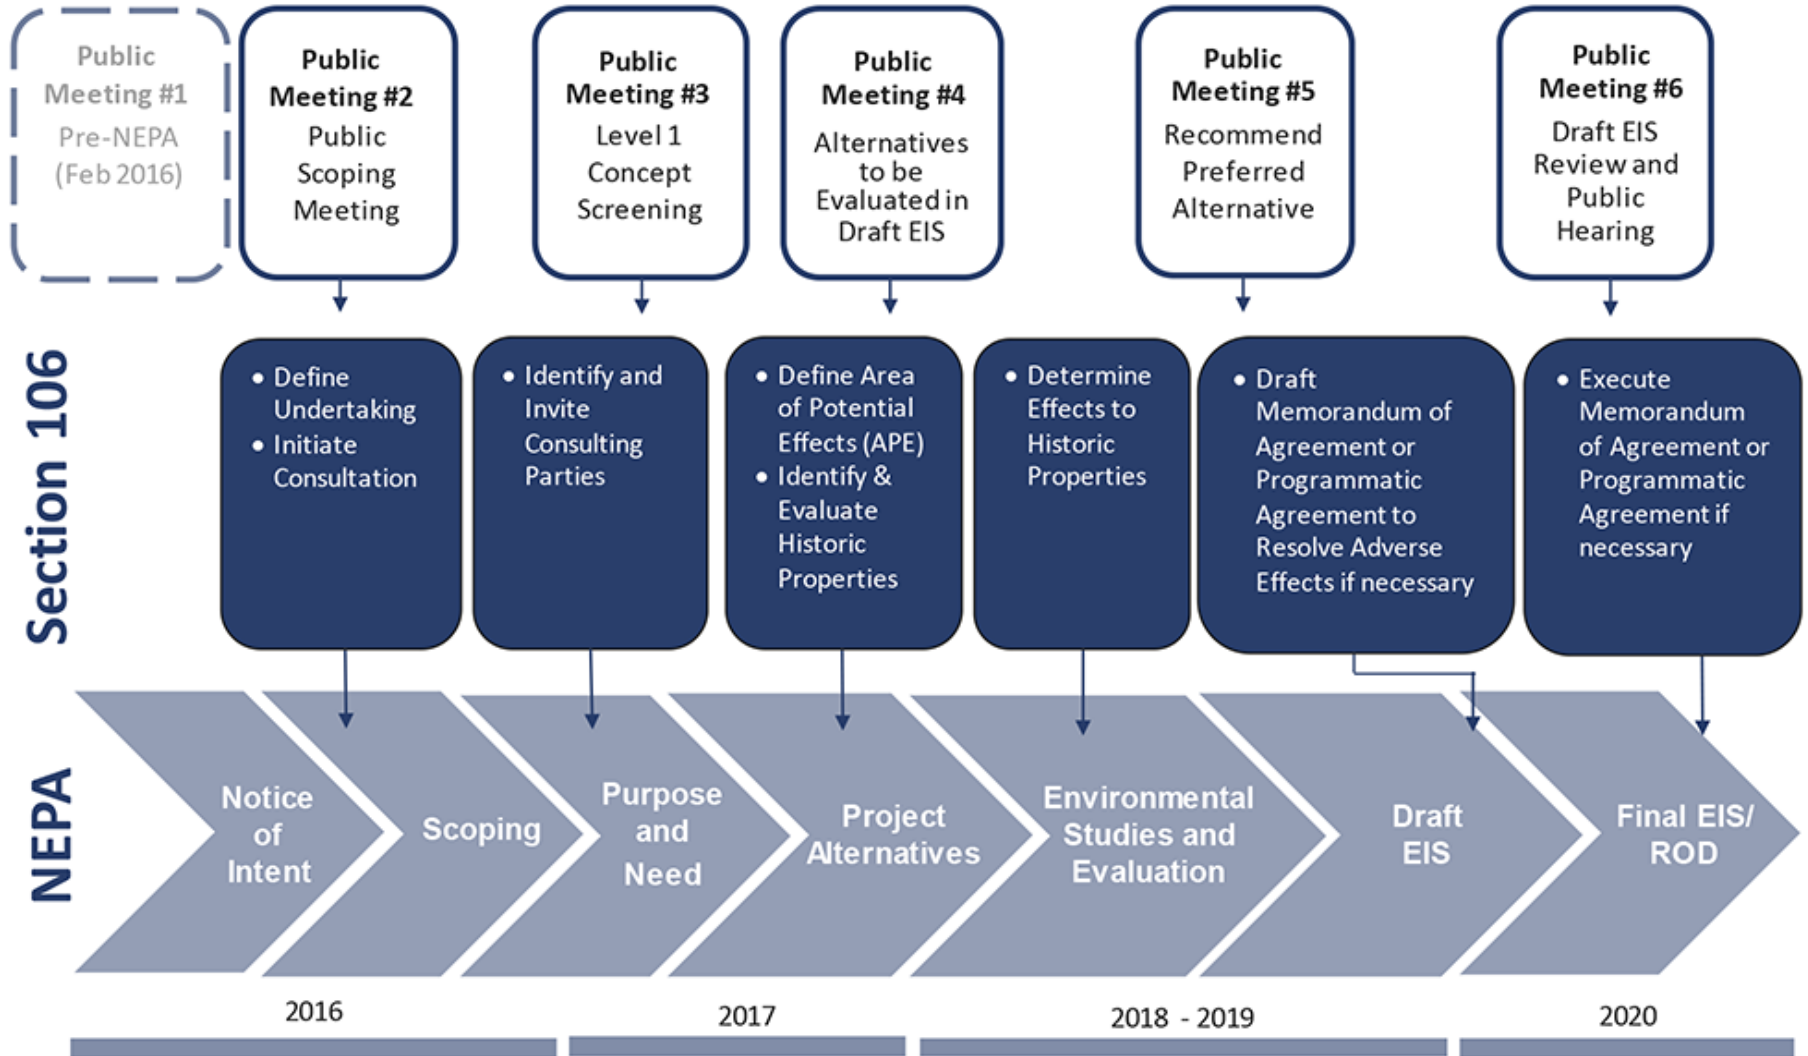 Public
Meeting #1
Pre-NEPA
(Feb 2016)
Public
Meeting #2
Public
Scoping
Meeting
Public
Meeting #3
Level 1
Concept
Screening
Public
Meeting #4
Alternatives
to be
Evaluated in
Draft EIS
Public
Meeting #5
Recommend
Preferred
Alternative
Public
Meeting #6
Draft EIS
Review and
Public
Hearing
Section 106
• Define
Undertaking
• Initiate
Consultation
• Identify and
Invite
Consulting
Parties
• Define Area
of Potential
Effects (APE)
• Identify &
Evaluate
Historic
Properties
• Determine
Effects to
Historic
Properties
• Draft
Memorandum of
Agreement or
Programmatic
Agreement to
Resolve Adverse
Effects if necessary
• Execute
Memorandum
of Agreement or
Programmatic
Agreement if
necessary
NEPA
Notice
of
Intent
Scoping
Purpose
and
Need
Project
Alternatives
Environmental
Studies and
Evaluation
Draft
EIS
Final EIS/
ROD
2016
2017
2018 - 2019
2020